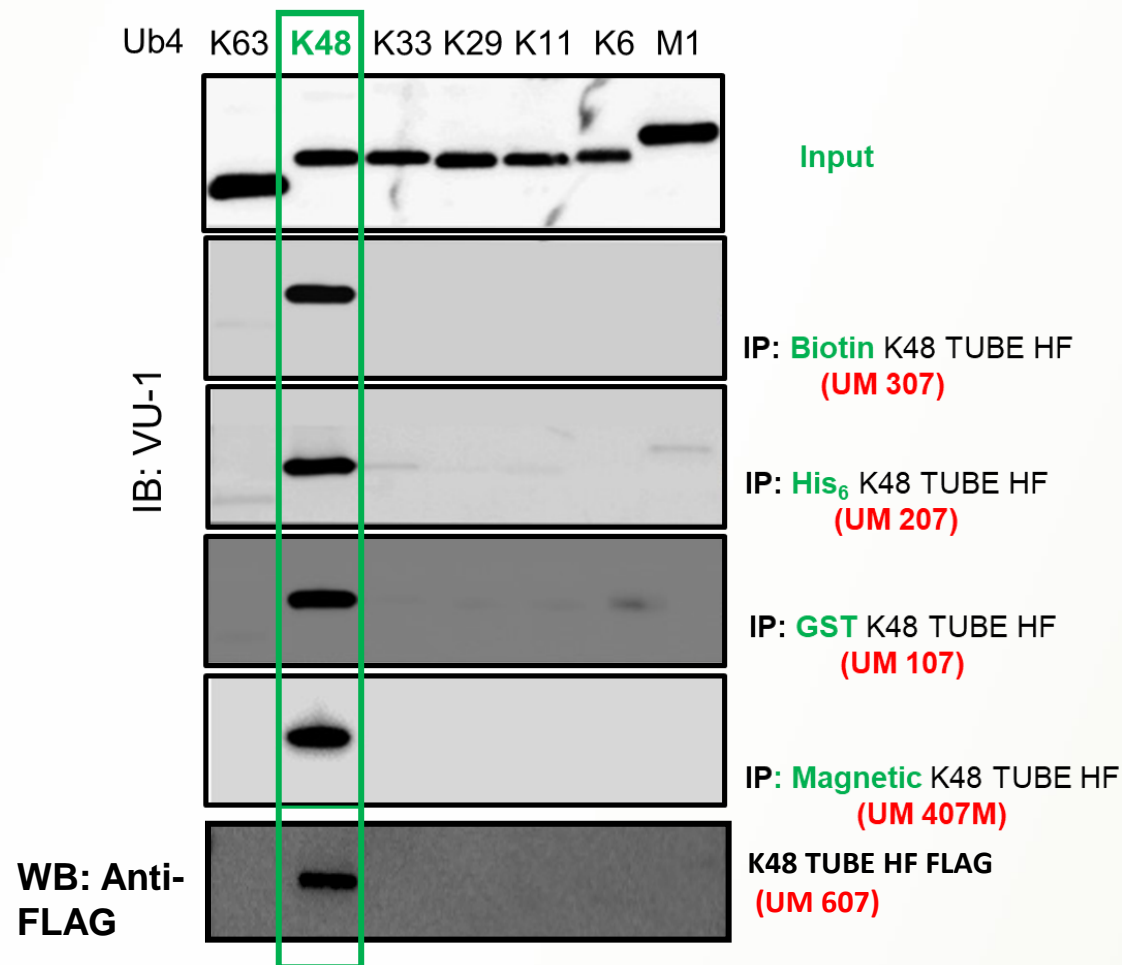 Ub4 K63 K48 K33 K29 K11 K6 M1
Input
IB: VU-1
IP: Biotin K48 TUBE HF
(UM 307)
IP: His₆ K48 TUBE HF
(UM 207)
IP: GST K48 TUBE HF
(UM 107)
IP: Magnetic K48 TUBE HF
(UM 407M)
WB: Anti-
FLAG
K48 TUBE HF FLAG
(UM 607)